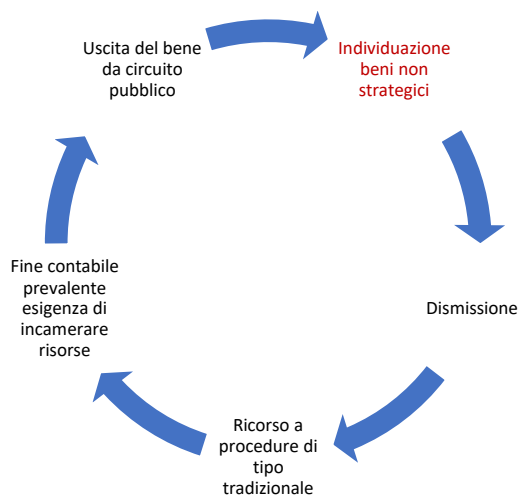 Uscita del bene
da circuito
pubblico
Individuazione
beni non
strategici
Dismissione
Ricorso a
procedure di
tipo
tradizionale
Fine contabile
prevalente
esigenza di
incamerare
risorse